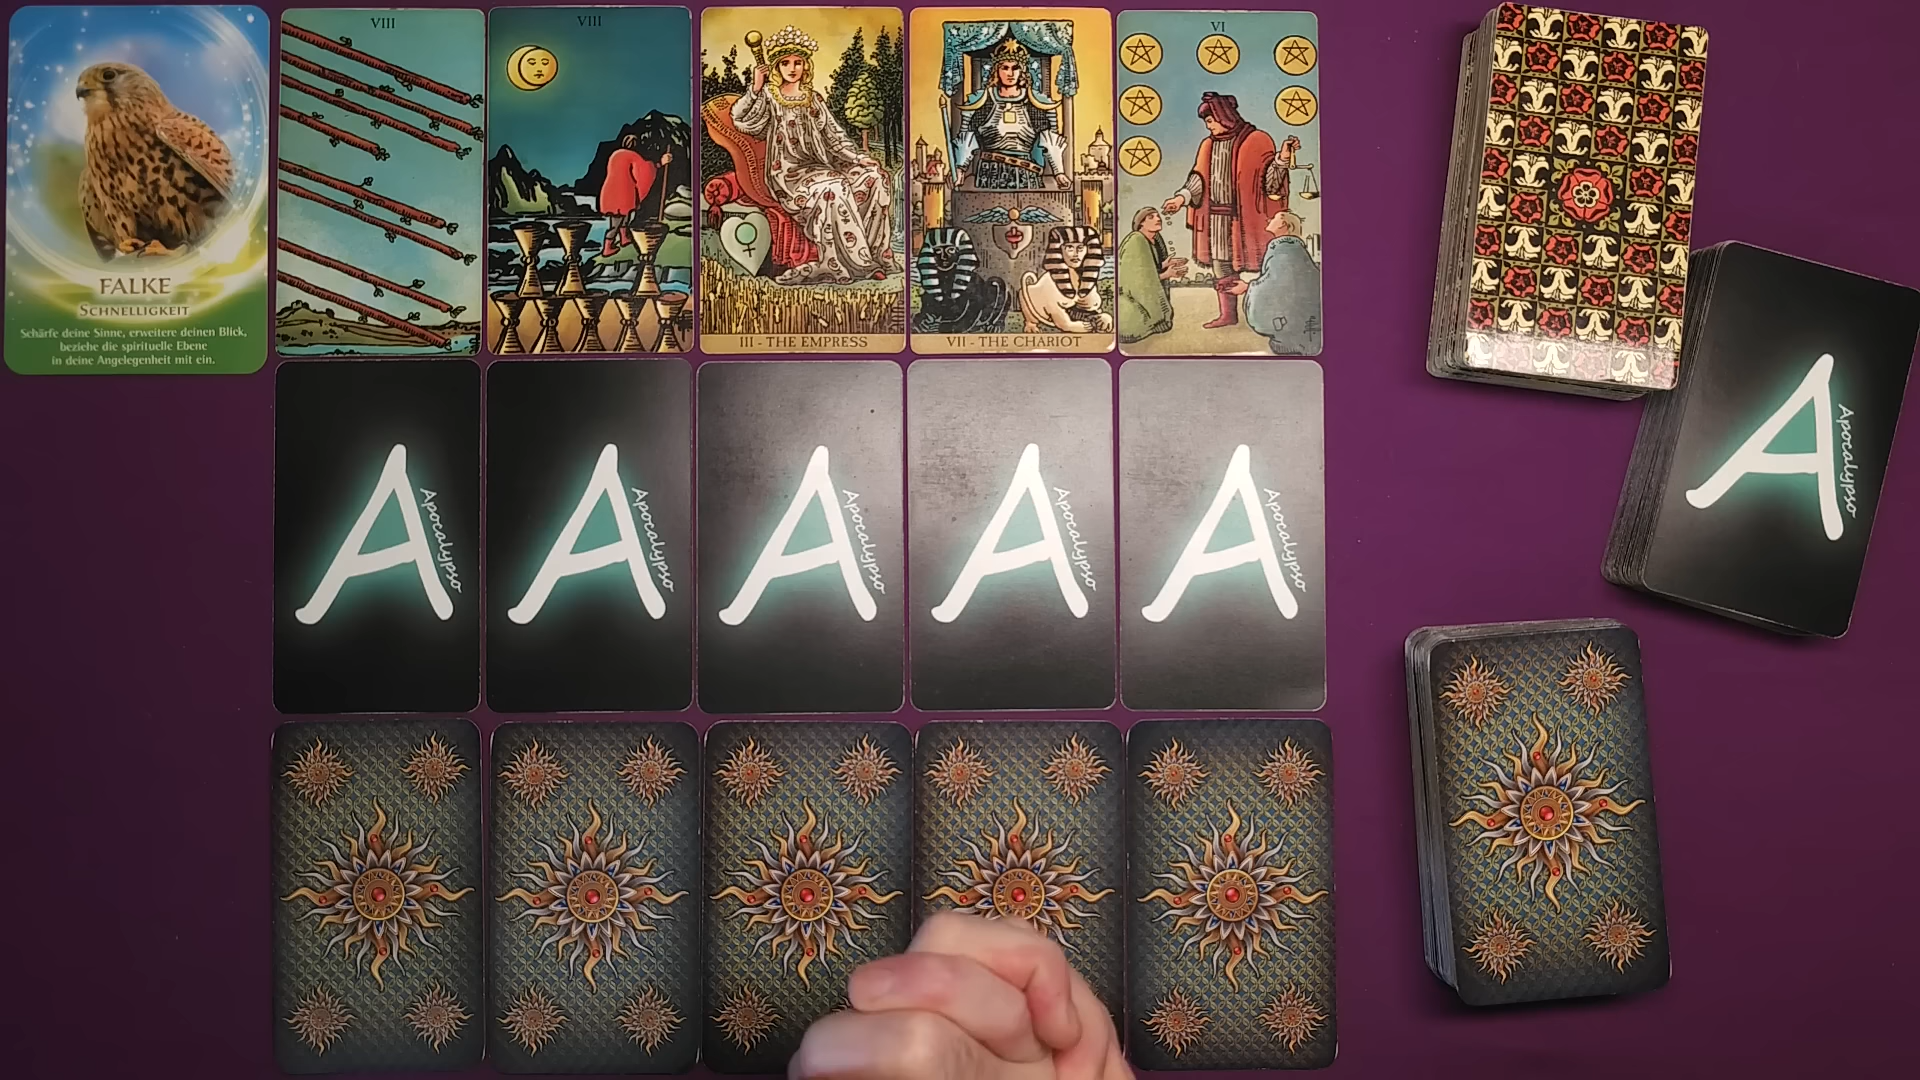 FALKE
SCHNELLIGKEIT
Schärfe deine Sinne, erweitere deinen Blick,
beziehe die spirituelle Ebene
in deine Angelegenheit mit ein.
VIII
VIII
III - THE EMPRESS
VII - THE CHARIOT
VI
A
Apocalypso
A
Apocalypso
A
Apocalypso
A
Apocalypso
A
Apocalypso
A
Apocalypso